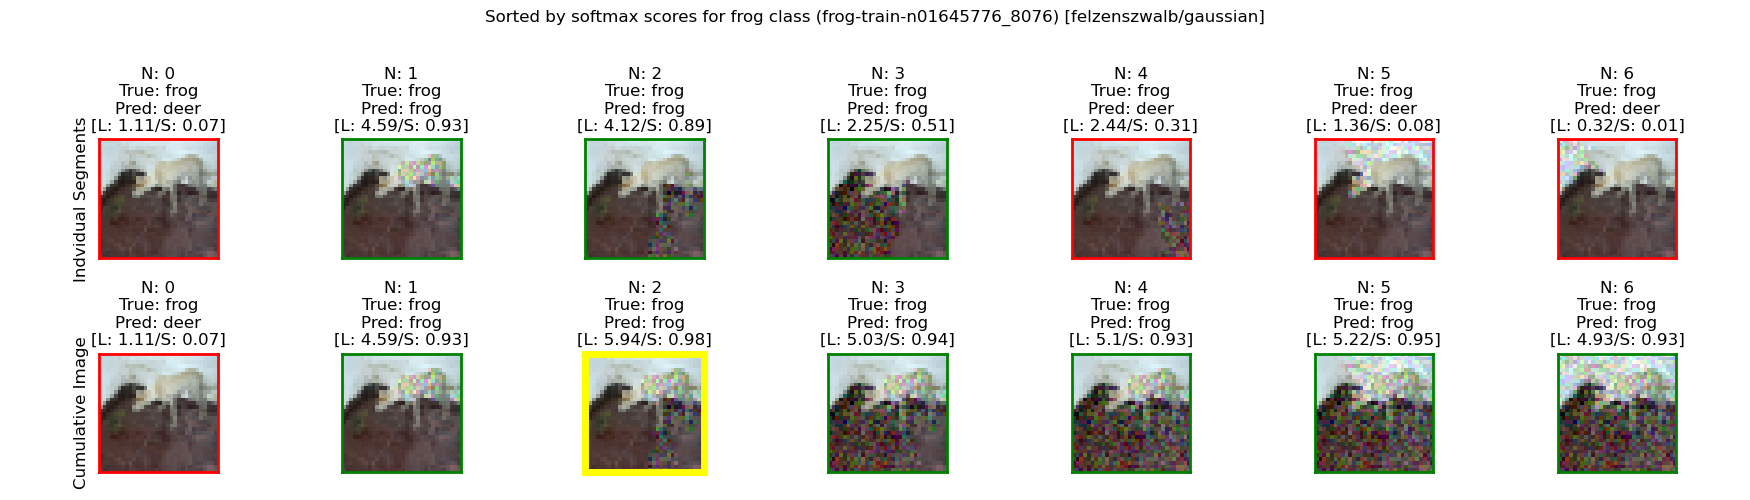 Sorted by softmax scores for frog class (frog-train-n01645776_8076) [felzenszwalb/gaussian]
Indvidual Segments
N: 0
True: frog
Pred: deer
[L: 1.11/S: 0.07]
N: 1
True: frog
Pred: frog
[L: 4.59/S: 0.93]
N: 2
True: frog
Pred: frog
[L: 4.12/S: 0.89]
N: 3
True: frog
Pred: frog
[L: 2.25/S: 0.51]
N: 4
True: frog
Pred: deer
[L: 2.44/S: 0.31]
N: 5
True: frog
Pred: deer
[L: 1.36/S: 0.08]
N: 6
True: frog
Pred: deer
[L: 0.32/S: 0.01]
Cumulative Image
N: 0
True: frog
Pred: deer
[L: 1.11/S: 0.07]
N: 1
True: frog
Pred: frog
[L: 4.59/S: 0.93]
N: 2
True: frog
Pred: frog
[L: 5.94/S: 0.98]
N: 3
True: frog
Pred: frog
[L: 5.03/S: 0.94]
N: 4
True: frog
Pred: frog
[L: 5.1/S: 0.93]
N: 5
True: frog
Pred: frog
[L: 5.22/S: 0.95]
N: 6
True: frog
Pred: frog
[L: 4.93/S: 0.93]